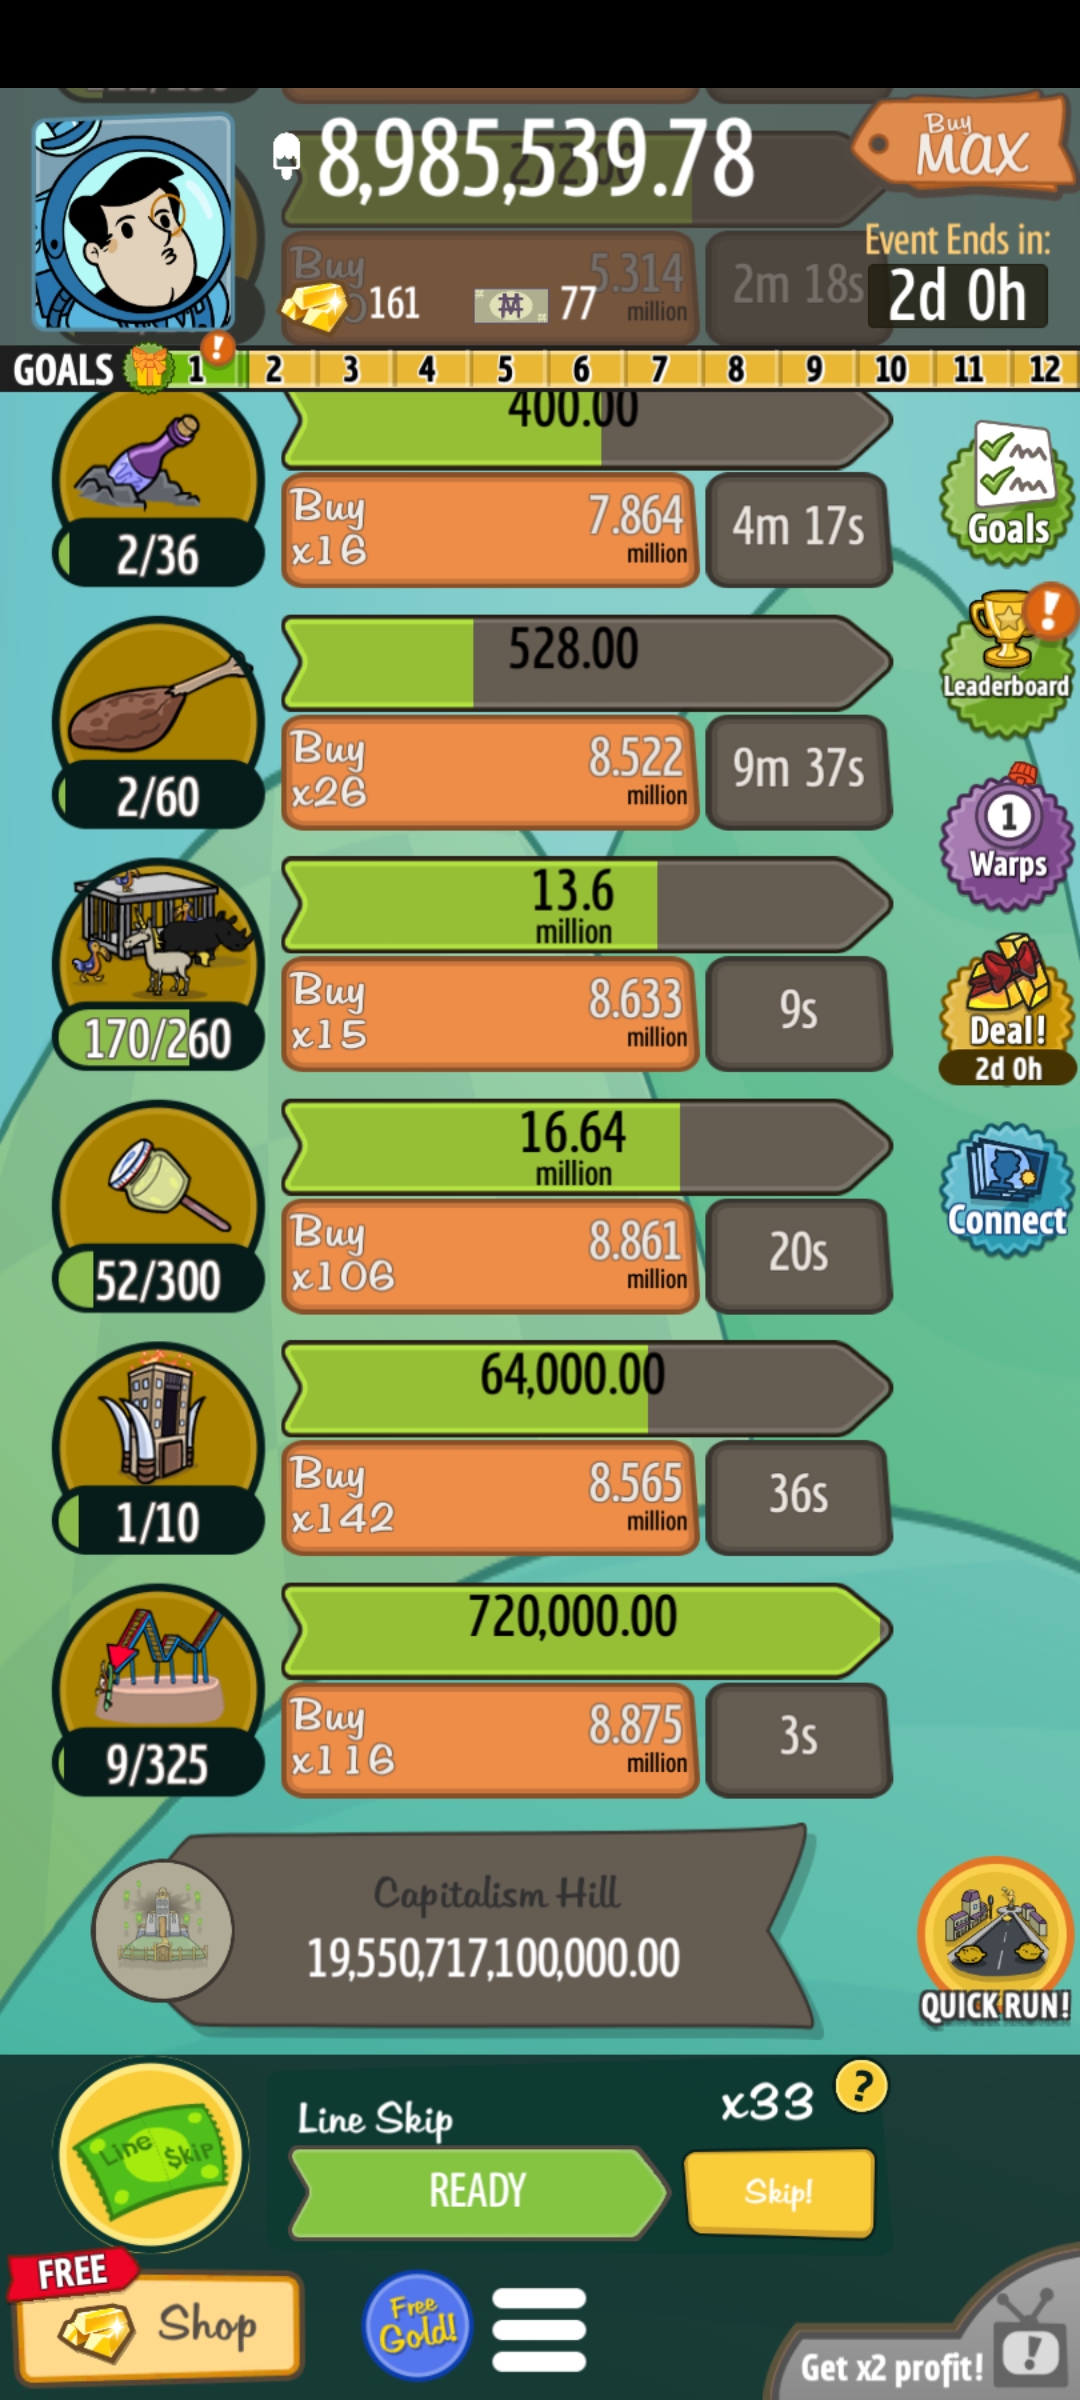 8,985,539.78
Buy
MAX
272.00
Event Ends in:
2d 0h
Buy
5.314
million
2m 18s
161
77
GOALS 1 ! 2 3 4 5 6 7 8 9 10 11 12
400.00
Buy
x16
7.864
million
4m 17s
2/36
Goals
528.00
!
Leaderboard
Buy
x26
8.522
million
9m 37s
2/60
1
Warps
13.6
million
Buy
x15
8.633
million
9s
170/260
Deal!
2d 0h
16.64
million
Buy
x106
8.861
million
20s
52/300
Connect
64,000.00
Buy
x142
8.565
million
36s
1/10
720,000.00
Buy
x116
8.875
million
3s
9/325
Capitalism Hill
19,550,717,100,000.00
QUICK RUN!
Line $kip
Line Skip
x33
?
READY
Skip!
FREE
Shop
Free
Gold!
Get x2 profit!
!